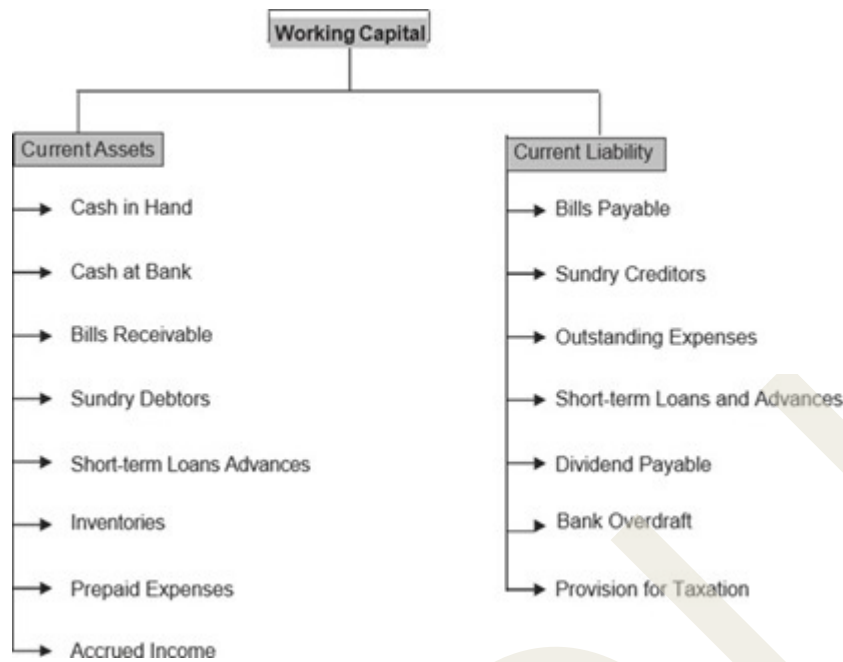 Working Capital
Current Assets
Cash in Hand
Cash at Bank
Bills Receivable
Sundry Debtors
Short-term Loans Advances
Inventories
Prepaid Expenses
Accrued Income
Current Liability
Bills Payable
Sundry Creditors
Outstanding Expenses
Short-term Loans and Advances
Dividend Payable
Bank Overdraft
Provision for Taxation